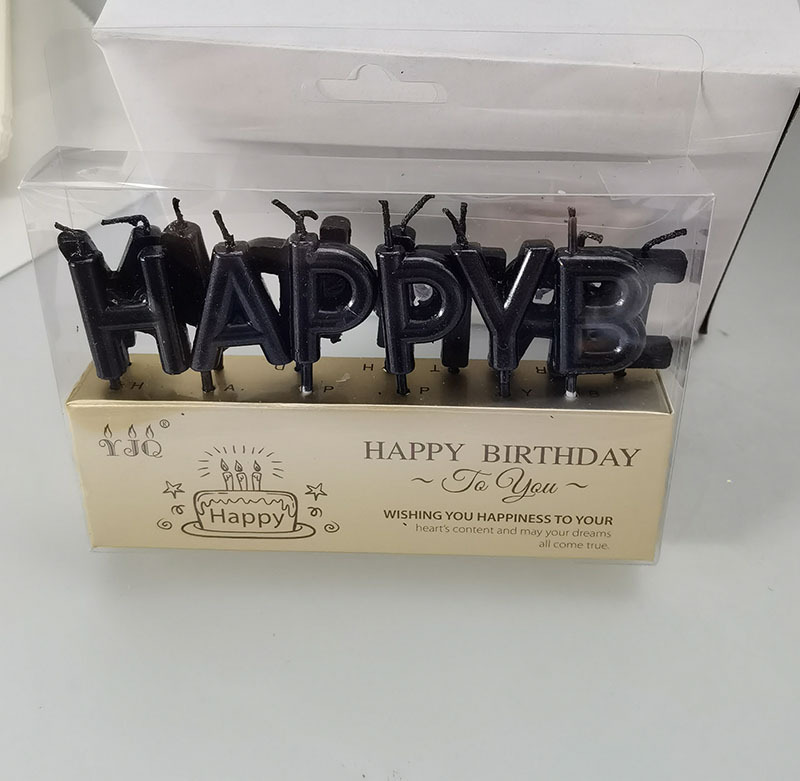 HAPPYB
H A P P Y B
YJQ®
Happy
HAPPY BIRTHDAY
~ To You ~
WISHING YOU HAPPINESS TO YOUR
heart's content and may your dreams
all come true.